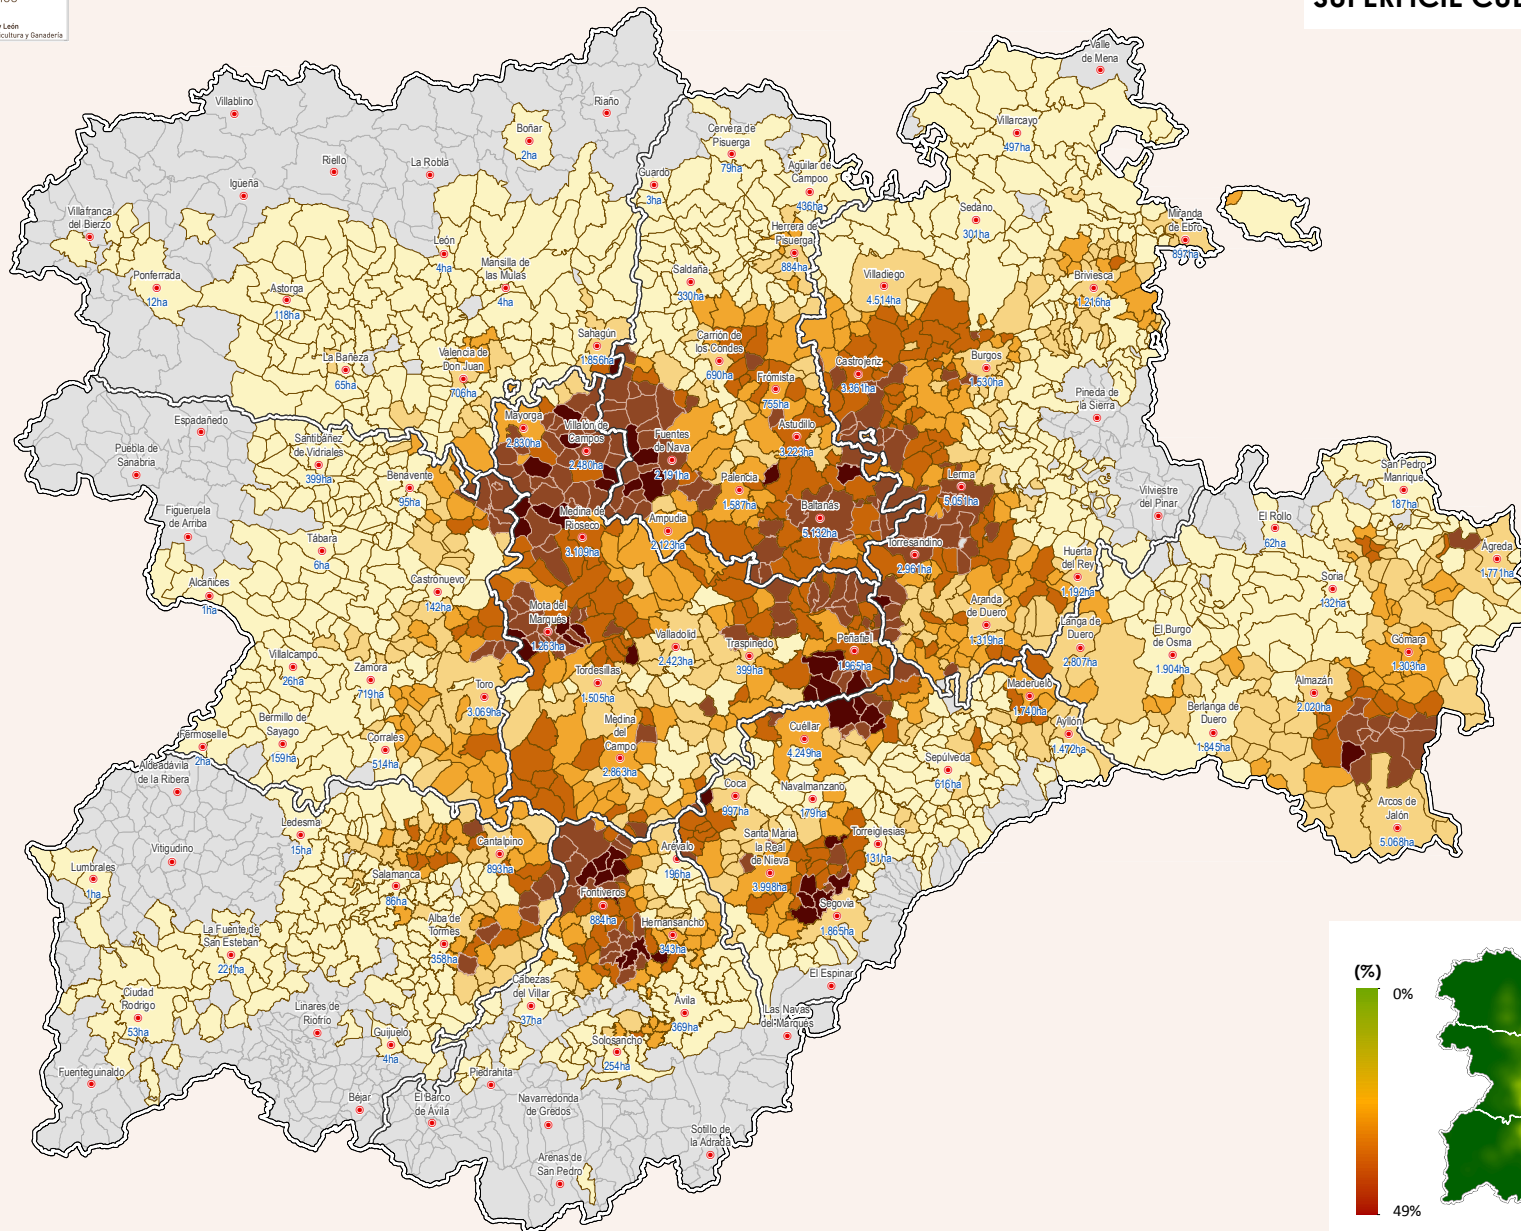 y León
cultura y Ganadería
Valle
de Mena
Villablino
Riaño
Boñar
2ha
Cervera de
Pisuerga
79ha
Villarcayo
497ha
Riello
La Robla
Igüeña
Guardo
3ha
Aguilar de
Campoo
436ha
Villafranca
del Bierzo
León
4ha
Sedano
301ha
Miranda
de Ebro
897ha
Herrera de
Pisuerga
884ha
Ponferrada
12ha
Astorga
118ha
Mansilla de
las Mulas
4ha
Saldaña
330ha
Villadiego
4.514ha
Briviesca
1.216ha
La Bañeza
65ha
Valencia de
Don Juan
706ha
Sahagún
1.856ha
Carrión de
los Condes
690ha
Frómista
755ha
Castrojeriz
3.361ha
Burgos
1.530ha
Pineda de
la Sierra
Espadañedo
Puebla de
Sanabria
Santibáñez
de Vidriales
399ha
Benavente
95ha
Mayorga
2.830ha
Villalón de
Campos
2.480ha
Fuentes
de Nava
2.191ha
Astudillo
3.223ha
Palencia
1.587ha
Lerma
5.051ha
Vilviestre
del Pinar
San Pedro
Manrique
187ha
El Rollo
62ha
Figueruela
de Arriba
Tábara
6ha
Medina de
Rioseco
3.109ha
Ampudia
2.123ha
Baltanás
5.132ha
Torresandino
2.961ha
Huerta
del Rey
1.192ha
Ágreda
1.771ha
Soria
132ha
Alcañices
1ha
Castronuevo
142ha
Mota del
Marqués
1.263ha
Valladolid
2.423ha
Traspinedo
399ha
Peñafiel
1.965ha
Aranda
de Duero
1.319ha
Langa de
Duero
2.807ha
El Burgo
de Osma
1.904ha
Gómara
1.303ha
Villalcampo
26ha
Zamora
719ha
Toro
3.069ha
Tordesillas
1.505ha
Maderuelo
1.740ha
Almazán
2.020ha
Berlanga de
Duero
1.845ha
Bermillo de
Sayago
159ha
Fermoselle
2ha
Corrales
514ha
Medina
del
Campo
2.863ha
Cuéllar
4.249ha
Sepúlveda
616ha
Ayllón
1.472ha
Aldeadávila
de la Ribera
Coca
997ha
Navalmanzano
179ha
Arcos de
Jalón
5.068ha
Ledesma
15ha
Vitigudino
Lumbrales
1ha
Cantalpino
893ha
Salamanca
86ha
Arévalo
196ha
Santa María
la Real
de Nieva
3.998ha
Torreiglesias
131ha
Fontiveros
884ha
Segovia
1.865ha
La Fuente de
San Esteban
221ha
Alba de
Tormes
358ha
Hernansancho
343ha
El Espinar
Ciudad
Rodrigo
53ha
Linares de
Riofrío
Guijuelo
4ha
Cabezas
del Villar
37ha
Ávila
369ha
Las Navas
del Marqués
Solosancho
254ha
Fuenteguinaldo
Béjar
El Barco
de Ávila
Piedrahita
Navarredonda
de Gredos
Sotillo de
la Adrada
Arenas de
San Pedro
(%)
0%
49%